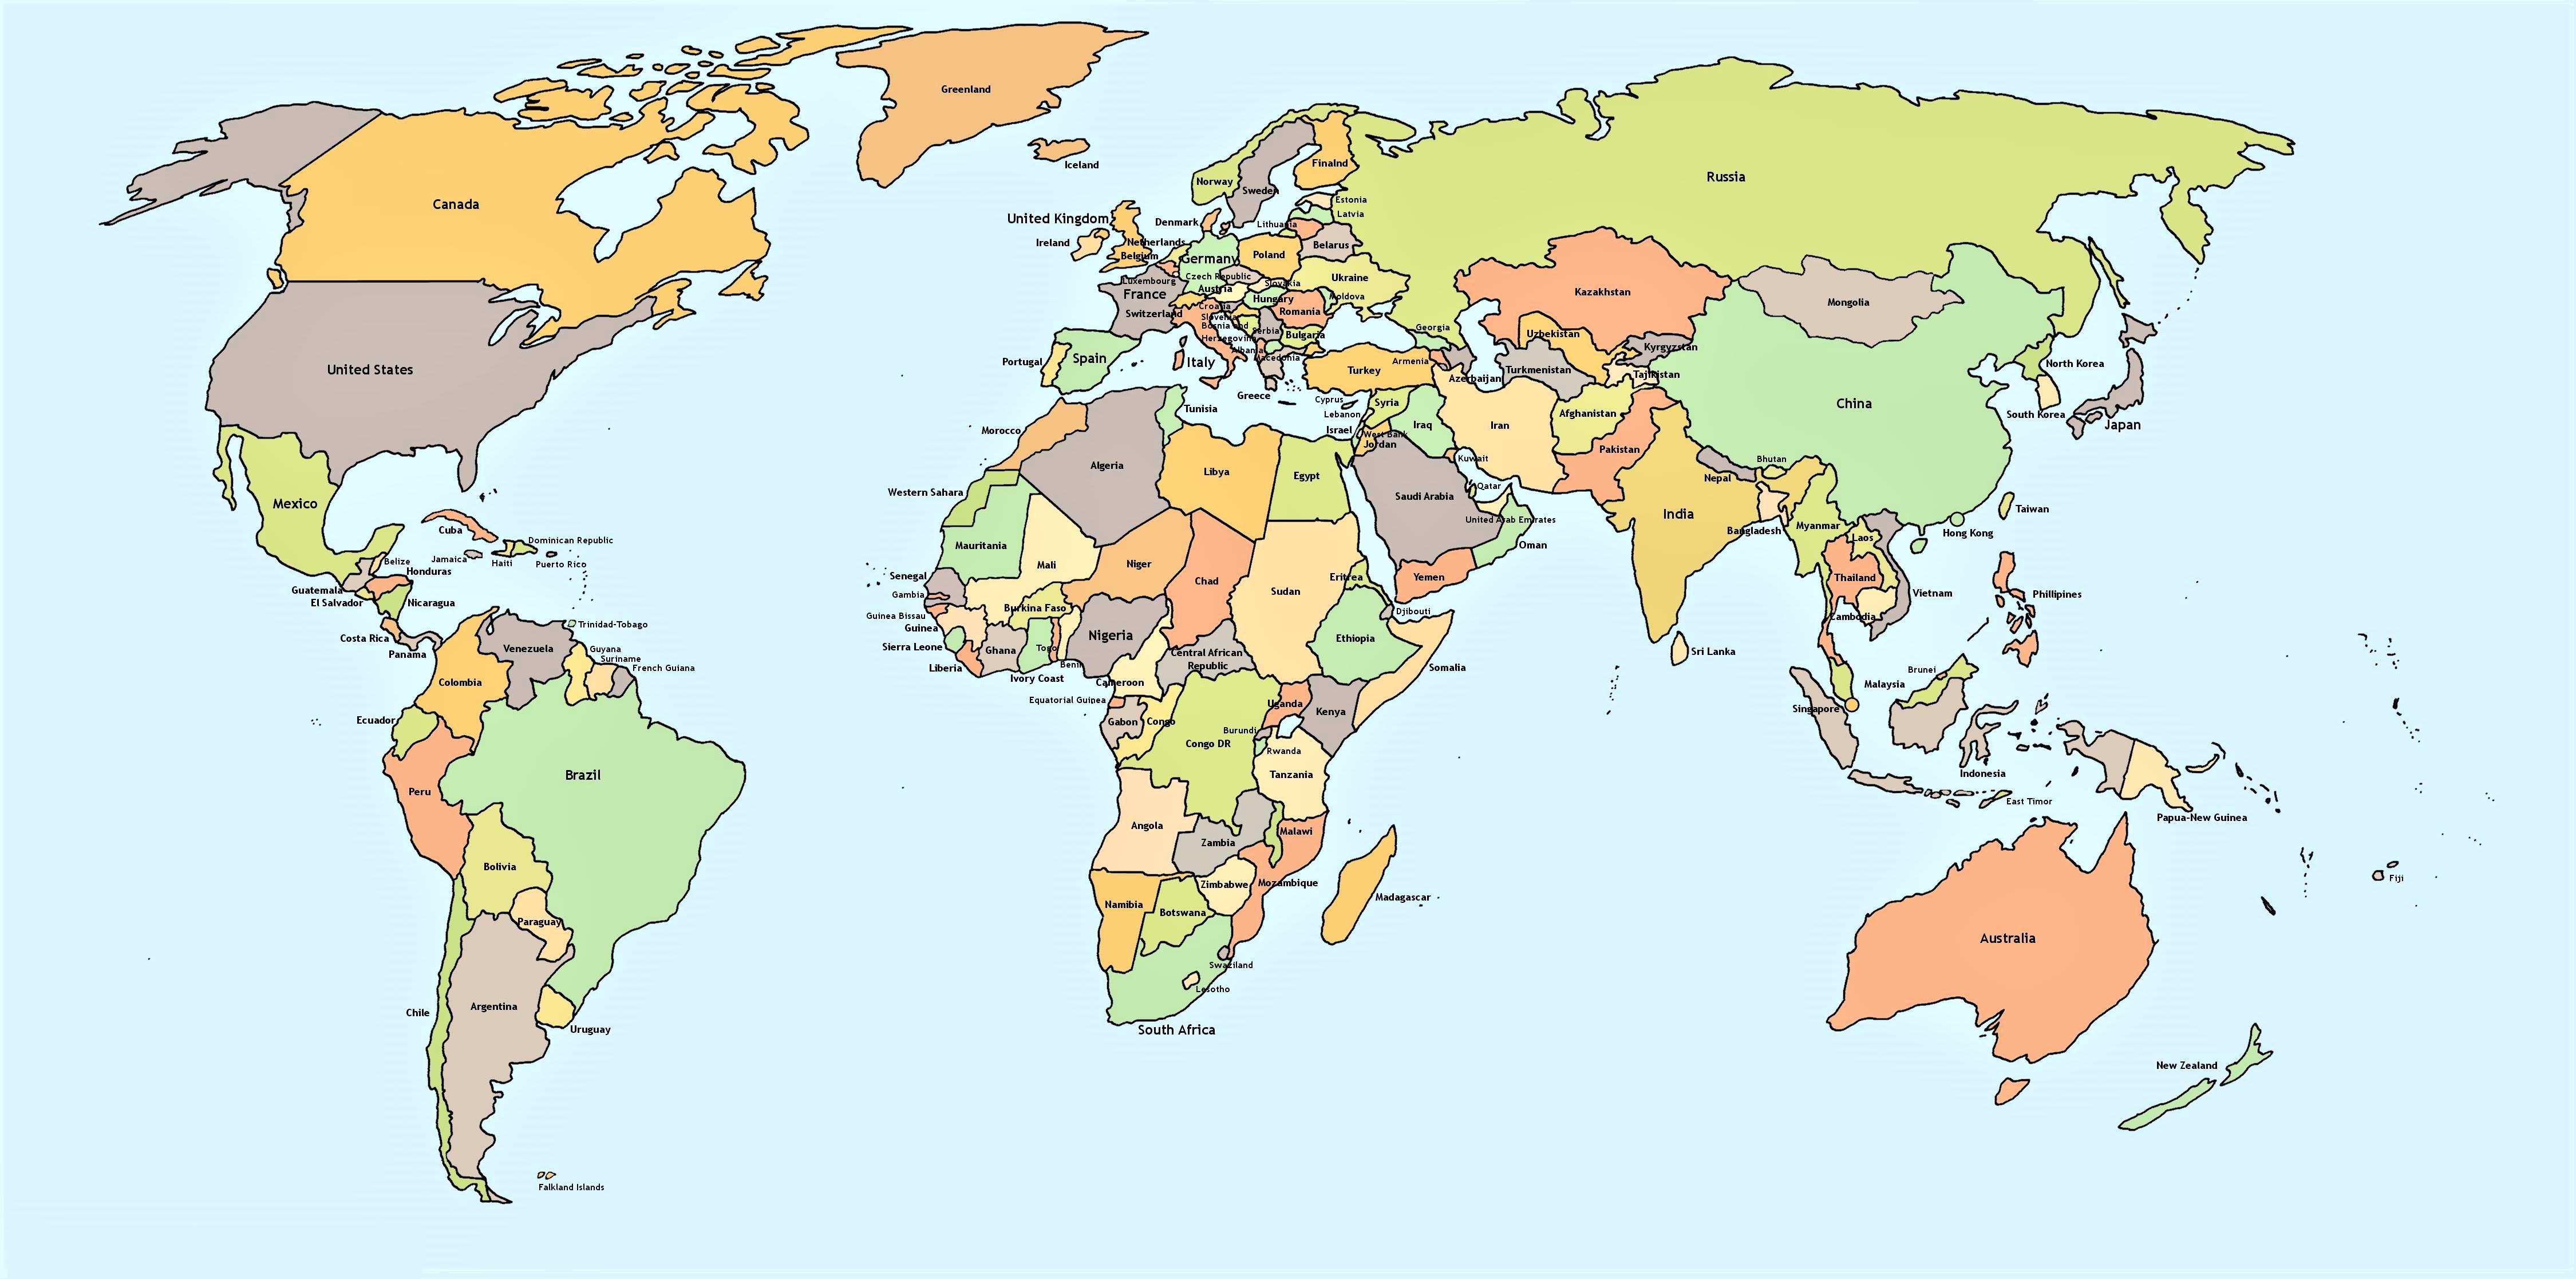 Greenland
Iceland
Canada
United States
Mexico
Cuba
Jamaica
Haiti
Dominican Republic
Puerto Rico
Belize
Honduras
Guatemala
El Salvador
Nicaragua
Costa Rica
Panama
Trinidad-Tobago
Venezuela
Guyana
Suriname
French Guiana
Colombia
Ecuador
Peru
Brazil
Bolivia
Paraguay
Chile
Argentina
Uruguay
Falkland Islands
Norway
Sweden
Finalnd
Estonia
Latvia
Lithuania
Denmark
United Kingdom
Ireland
Netherlands
Belgium
Germany
Poland
Belarus
Luxembourg
Czech Republic
Slovakia
Ukraine
France
Austria
Hungary
Moldova
Switzerland
Croatia
Slovenia
Romania
Bosnia and
Herzegovina
Serbia
Bulgaria
Albania
Macedonia
Portugal
Spain
Italy
Greece
Turkey
Georgia
Armenia
Azerbaijan
Cyprus
Lebanon
Syria
Israel
West Bank
Jordan
Iraq
Iran
Kuwait
Qatar
Saudi Arabia
United Arab Emirates
Oman
Yemen
Russia
Kazakhstan
Uzbekistan
Kyrgyzstan
Turkmenistan
Tajikistan
Afghanistan
Pakistan
India
Nepal
Bhutan
Bangladesh
Sri Lanka
Mongolia
China
North Korea
South Korea
Japan
Taiwan
Hong Kong
Myanmar
Laos
Thailand
Vietnam
Cambodia
Phillipines
Brunei
Malaysia
Singapore
Indonesia
East Timor
Papua-New Guinea
Australia
Fiji
New Zealand
Morocco
Algeria
Tunisia
Libya
Egypt
Western Sahara
Mauritania
Mali
Niger
Chad
Sudan
Eritrea
Djibouti
Senegal
Gambia
Guinea Bissau
Guinea
Sierra Leone
Liberia
Burkina Faso
Ghana
Ivory Coast
Togo
Benin
Nigeria
Central African
Republic
Cameroon
Ethiopia
Somalia
Equatorial Guinea
Gabon
Congo
Congo DR
Uganda
Kenya
Burundi
Rwanda
Tanzania
Angola
Zambia
Malawi
Mozambique
Zimbabwe
Namibia
Botswana
Madagascar
Swaziland
Lesotho
South Africa